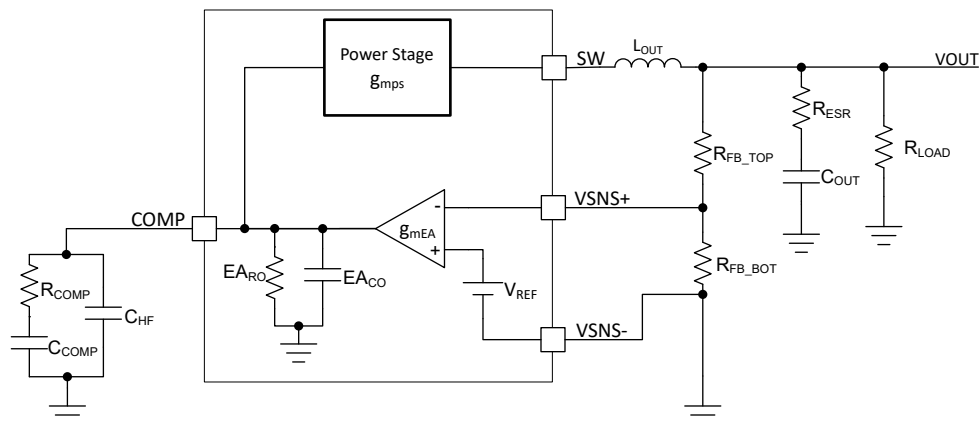 Power Stage
gmps
SW
LOUT
VOUT
RESR
RFB_TOP
RLOAD
COUT
VSNS+
COMP
-
gmEA
+
EARO
EACO
RFB_BOT
VREF
RCOMP
CHF
CCOMP
VSNS-